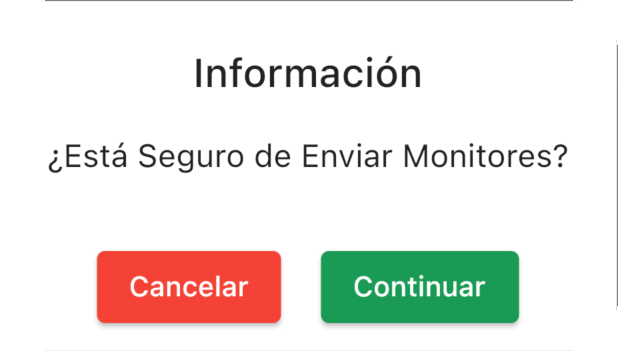 Información
¿Está Seguro de Enviar Monitores?
Cancelar
Continuar